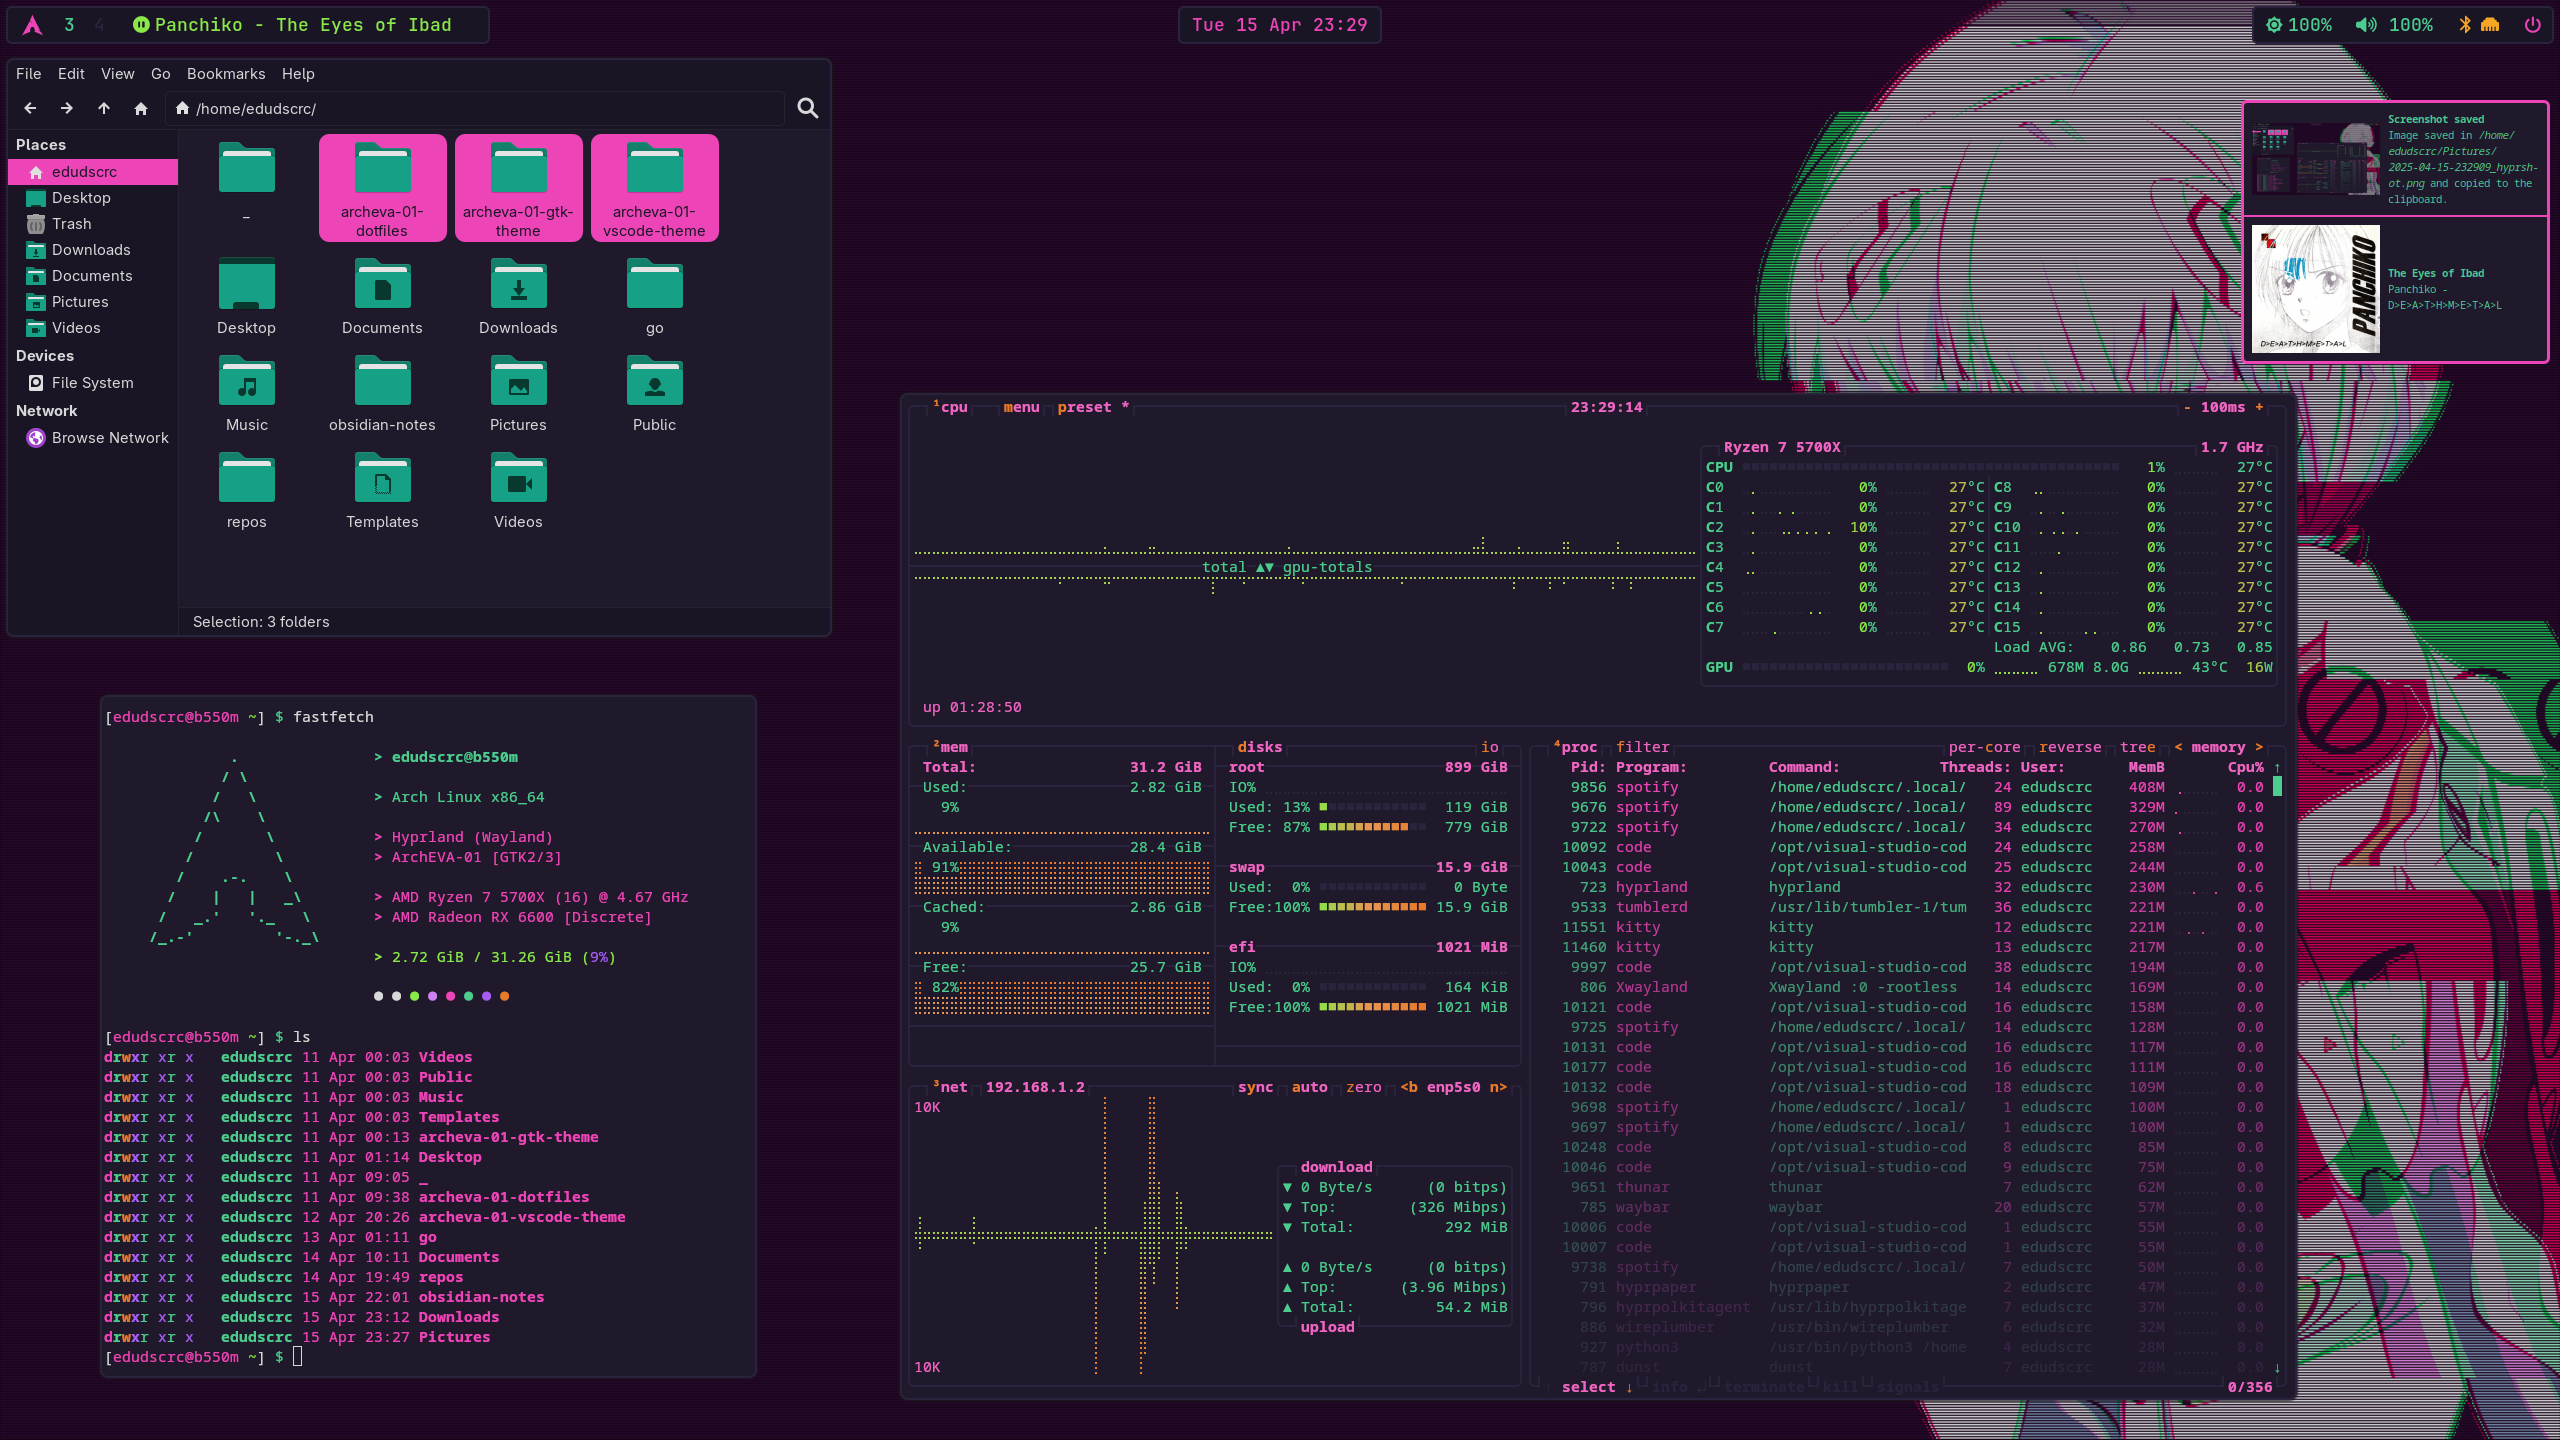 3 4 Panchiko - The Eyes of Ibad
Tue 15 Apr 23:29
100% 100%
File Edit View Go Bookmarks Help
/home/edudscrc/
Places
edudscrc
Desktop
Trash
Downloads
Documents
Pictures
Videos
Devices
File System
Network
Browse Network
_
archeva-01-dotfiles
archeva-01-gtk-theme
archeva-01-vscode-theme
Desktop
Documents
Downloads
go
Music
obsidian-notes
Pictures
Public
repos
Templates
Videos
Selection: 3 folders
Screenshot saved
Image saved in /home/
edudscrc/Pictures/
2025-04-15-232909_hyprsh-
ot.png and copied to the
clipboard.
PANCHIKO
D>E>A>T>H>M>E>T>A>L
The Eyes of Ibad
Panchiko -
D>E>A>T>H>M>E>T>A>L
[edudscrc@b550m ~] $ fastfetch
> edudscrc@b550m
> Arch Linux x86_64
> Hyprland (Wayland)
> ArchEVA-01 [GTK2/3]
> AMD Ryzen 7 5700X (16) @ 4.67 GHz
> AMD Radeon RX 6600 [Discrete]
> 2.72 GiB / 31.26 GiB (9%)
[edudscrc@b550m ~] $ ls
drwxr xr x edudscrc 11 Apr 00:03 Videos
drwxr xr x edudscrc 11 Apr 00:03 Public
drwxr xr x edudscrc 11 Apr 00:03 Music
drwxr xr x edudscrc 11 Apr 00:03 Templates
drwxr xr x edudscrc 11 Apr 00:13 archeva-01-gtk-theme
drwxr xr x edudscrc 11 Apr 01:14 Desktop
drwxr xr x edudscrc 11 Apr 09:05 _
drwxr xr x edudscrc 11 Apr 09:38 archeva-01-dotfiles
drwxr xr x edudscrc 12 Apr 20:26 archeva-01-vscode-theme
drwxr xr x edudscrc 13 Apr 01:11 go
drwxr xr x edudscrc 14 Apr 10:11 Documents
drwxr xr x edudscrc 14 Apr 19:49 repos
drwxr xr x edudscrc 15 Apr 22:01 obsidian-notes
drwxr xr x edudscrc 15 Apr 23:12 Downloads
drwxr xr x edudscrc 15 Apr 23:27 Pictures
[edudscrc@b550m ~] $
¹cpu menu preset * 23:29:14 - 100ms +
Ryzen 7 5700X 1.7 GHz
CPU 1% 27°C
C0 0% 27°C C8 0% 27°C
C1 0% 27°C C9 0% 27°C
C2 10% 27°C C10 0% 27°C
C3 0% 27°C C11 0% 27°C
C4 0% 27°C C12 0% 27°C
C5 0% 27°C C13 0% 27°C
C6 0% 27°C C14 0% 27°C
C7 0% 27°C C15 0% 27°C
Load AVG: 0.86 0.73 0.85
GPU 0% 678M 8.0G 43°C 16W
total ▲▼ gpu-totals
up 01:28:50
²mem
Total: 31.2 GiB
Used: 2.82 GiB
9%
Available: 28.4 GiB
91%
Cached: 2.86 GiB
9%
Free: 25.7 GiB
82%
disks io
root 899 GiB
IO%
Used: 13% 119 GiB
Free: 87% 779 GiB
swap 15.9 GiB
Used: 0% 0 Byte
Free:100% 15.9 GiB
efi 1021 MiB
IO%
Used: 0% 164 KiB
Free:100% 1021 MiB
³net 192.168.1.2 sync auto zero <b enp5s0 n>
10K
download
▼ 0 Byte/s (0 bitps)
▼ Top: (326 Mibps)
▼ Total: 292 MiB
▲ 0 Byte/s (0 bitps)
▲ Top: (3.96 Mibps)
▲ Total: 54.2 MiB
upload
10K
⁴proc filter per-core reverse tree < memory >
Pid: Program: Command: Threads: User: MemB Cpu% ↑
9856 spotify /home/edudscrc/.local/ 24 edudscrc 408M 0.0
9676 spotify /home/edudscrc/.local/ 89 edudscrc 329M 0.0
9722 spotify /home/edudscrc/.local/ 34 edudscrc 270M 0.0
10092 code /opt/visual-studio-cod 24 edudscrc 258M 0.0
10043 code /opt/visual-studio-cod 25 edudscrc 244M 0.0
723 hyprland hyprland 32 edudscrc 230M 0.6
9533 tumblerd /usr/lib/tumbler-1/tum 36 edudscrc 221M 0.0
11551 kitty kitty 12 edudscrc 221M 0.0
11460 kitty kitty 13 edudscrc 217M 0.0
9997 code /opt/visual-studio-cod 38 edudscrc 194M 0.0
806 Xwayland Xwayland :0 -rootless 14 edudscrc 169M 0.0
10121 code /opt/visual-studio-cod 16 edudscrc 158M 0.0
9725 spotify /home/edudscrc/.local/ 14 edudscrc 128M 0.0
10131 code /opt/visual-studio-cod 16 edudscrc 117M 0.0
10177 code /opt/visual-studio-cod 16 edudscrc 111M 0.0
10132 code /opt/visual-studio-cod 18 edudscrc 109M 0.0
9698 spotify /home/edudscrc/.local/ 1 edudscrc 100M 0.0
9697 spotify /home/edudscrc/.local/ 1 edudscrc 100M 0.0
10248 code /opt/visual-studio-cod 8 edudscrc 85M 0.0
10046 code /opt/visual-studio-cod 9 edudscrc 75M 0.0
9651 thunar thunar 7 edudscrc 62M 0.0
785 waybar waybar 20 edudscrc 57M 0.0
10006 code /opt/visual-studio-cod 1 edudscrc 55M 0.0
10007 code /opt/visual-studio-cod 1 edudscrc 55M 0.0
9738 spotify /home/edudscrc/.local/ 7 edudscrc 50M 0.0
791 hyprpaper hyprpaper 2 edudscrc 47M 0.0
796 hyprpolkitagent /usr/lib/hyprpolkitage 7 edudscrc 37M 0.0
886 wireplumber /usr/bin/wireplumber 6 edudscrc 32M 0.0
927 python3 /usr/bin/python3 /home 4 edudscrc 28M 0.0
787 dunst dunst 7 edudscrc 28M 0.0 ↓
select ↓ info ↵ terminate kill signals 0/356